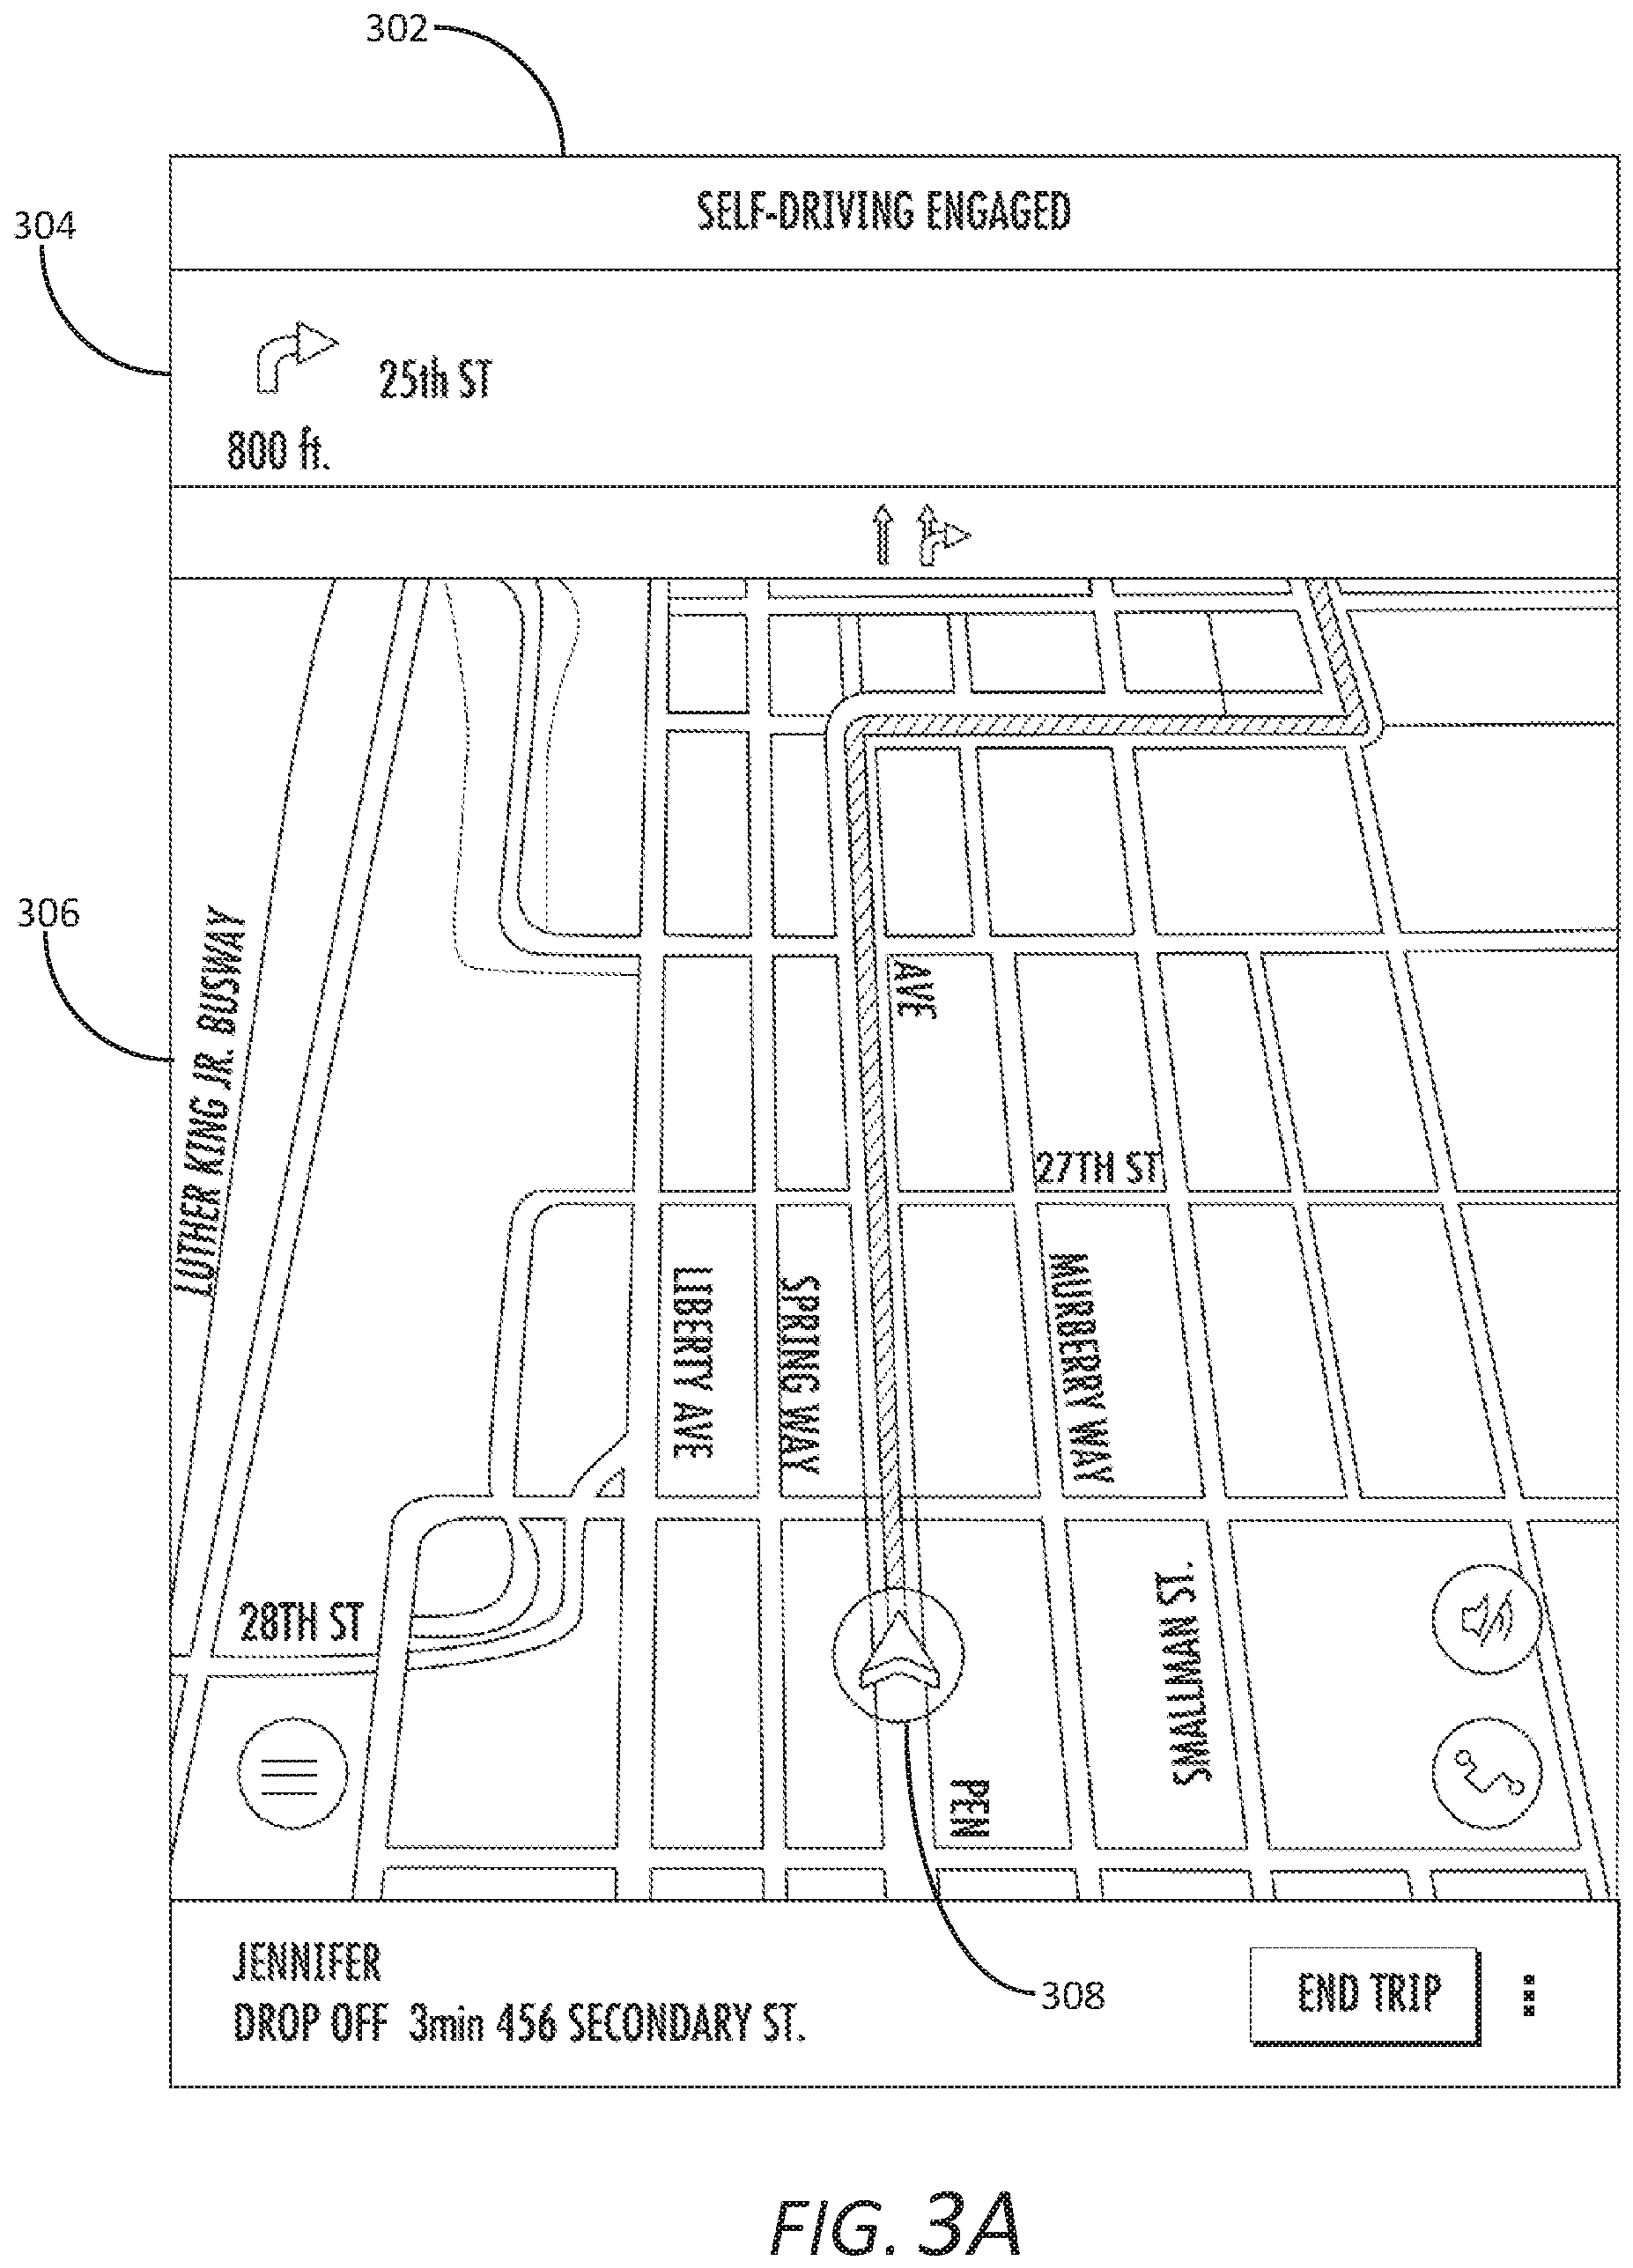 302
SELF-DRIVING ENGAGED
304
25th ST
800 ft.
306
LUTHER KING JR. BUSWAY
AVE
27TH ST
LIBERTY AVE
SPRING WAY
MURBERRY WAY
28TH ST
SMALLMAN ST.
PEN
JENNIFER
DROP OFF 3min 456 SECONDARY ST.
308
END TRIP
FIG. 3A